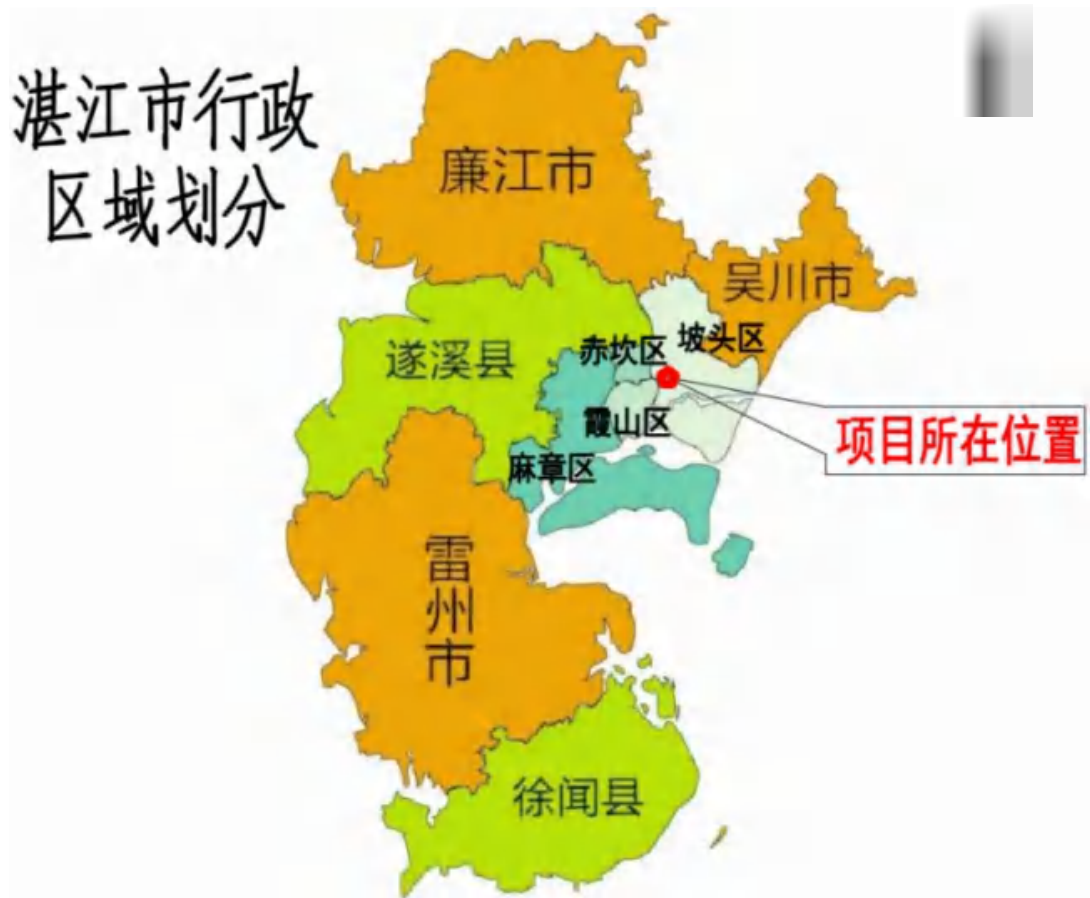 湛江市行政
区域划分
廉江市
吴川市
坡头区
赤坎区
遂溪县
霞山区
项目所在位置
麻章区
雷州市
徐闻县